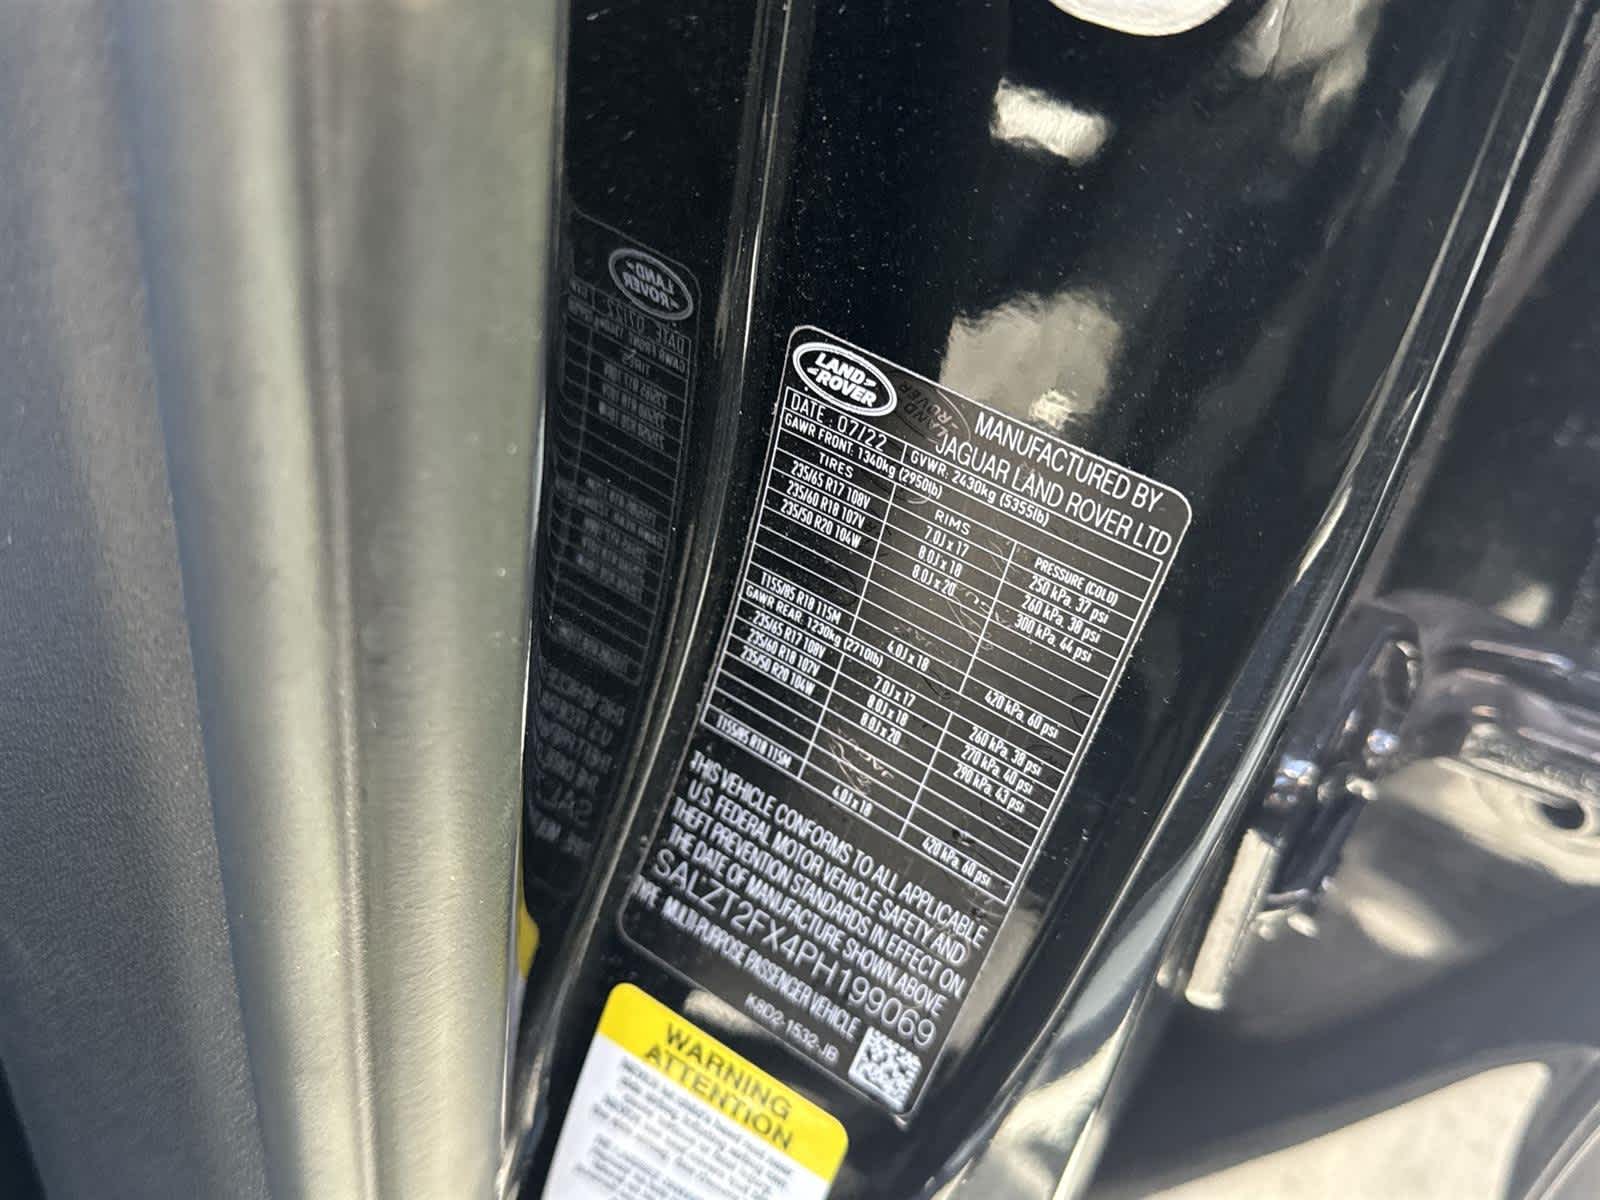 LAND
ROVER
MANUFACTURED BY
JAGUAR LAND ROVER LTD
DATE: 07/22
GVWR: 2430kg (5355lb)
GAWR FRONT: 1340kg (2950lb)
TIRES RIMS PRESSURE (COLD)
235/65 R17 108V 7.0J x 17 250 kPa. 37 psi
235/60 R18 107V 8.0J x 18 260 kPa. 38 psi
235/50 R20 104W 8.0J x 20 300 kPa. 44 psi
T155/85 R18 115M 4.0J x 18 420 kPa. 60 psi
GAWR REAR: 1230kg (2710lb)
235/65 R17 108V 7.0J x 17 260 kPa. 38 psi
235/60 R18 107V 8.0J x 18 270 kPa. 40 psi
235/50 R20 104W 8.0J x 20 290 kPa. 43 psi
T155/85 R18 115M 4.0J x 18 420 kPa. 60 psi
THIS VEHICLE CONFORMS TO ALL APPLICABLE
U.S. FEDERAL MOTOR VEHICLE SAFETY AND
THEFT PREVENTION STANDARDS IN EFFECT ON
THE DATE OF MANUFACTURE SHOWN ABOVE
SALZT2FX4PH199069
TYPE: MULTI-PURPOSE PASSENGER VEHICLE
K8D2-1532-JB
WARNING
ATTENTION